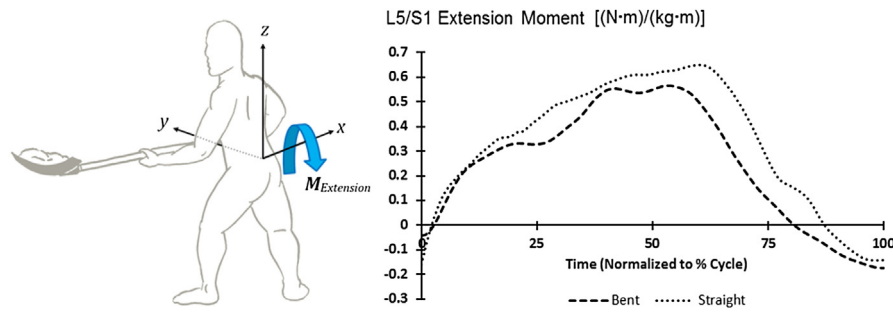 L5/S1 Extension Moment [(N·m)/(kg·m)]
z
y
x
M_Extension
0.7
0.6
0.5
0.4
0.3
0.2
0.1
0
-0.1
-0.2
-0.3
0
25
50
75
100
Time (Normalized to % Cycle)
Bent
Straight